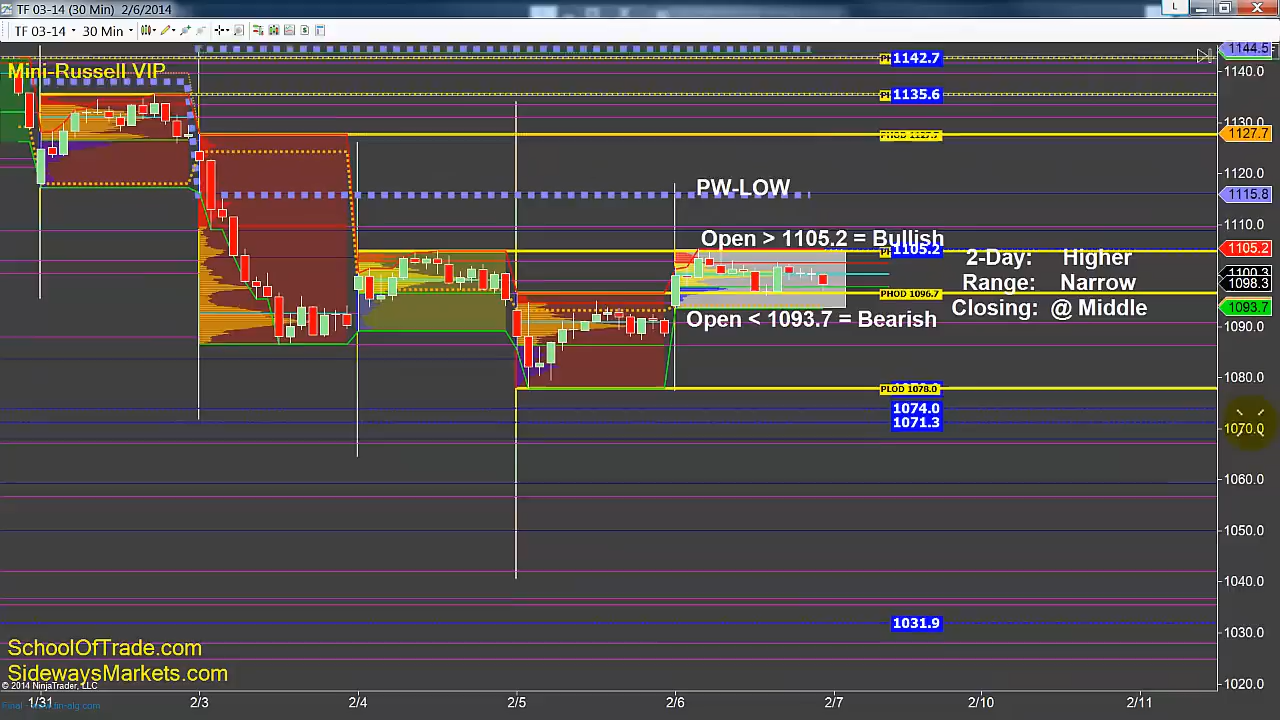 TF 03-14 (30 Min) 2/6/2014
L
TF 03-14
30 Min
Mini-Russell VIP
1144.5
F
1142.7
1140.0
1135.6
1130.0
PHOD 1127.7
1127.7
1120.0
PW-LOW
1115.8
1110.0
Open > 1105.2 = Bullish
1105.2
1105.2
2-Day: Higher
1100.3
Range: Narrow
1098.3
PHOD 1096.7
Closing: @ Middle
1093.7
Open < 1093.7 = Bearish
1090.0
1080.0
PLOD 1078.0
1074.0
1071.3
1070.0
1060.0
1050.0
1040.0
1031.9
1030.0
SchoolOfTrade.com
SidewaysMarkets.com
© 2014 NinjaTrader, LLC
1020.0
1/31
2/3
2/4
2/5
2/6
2/7
2/10
2/11